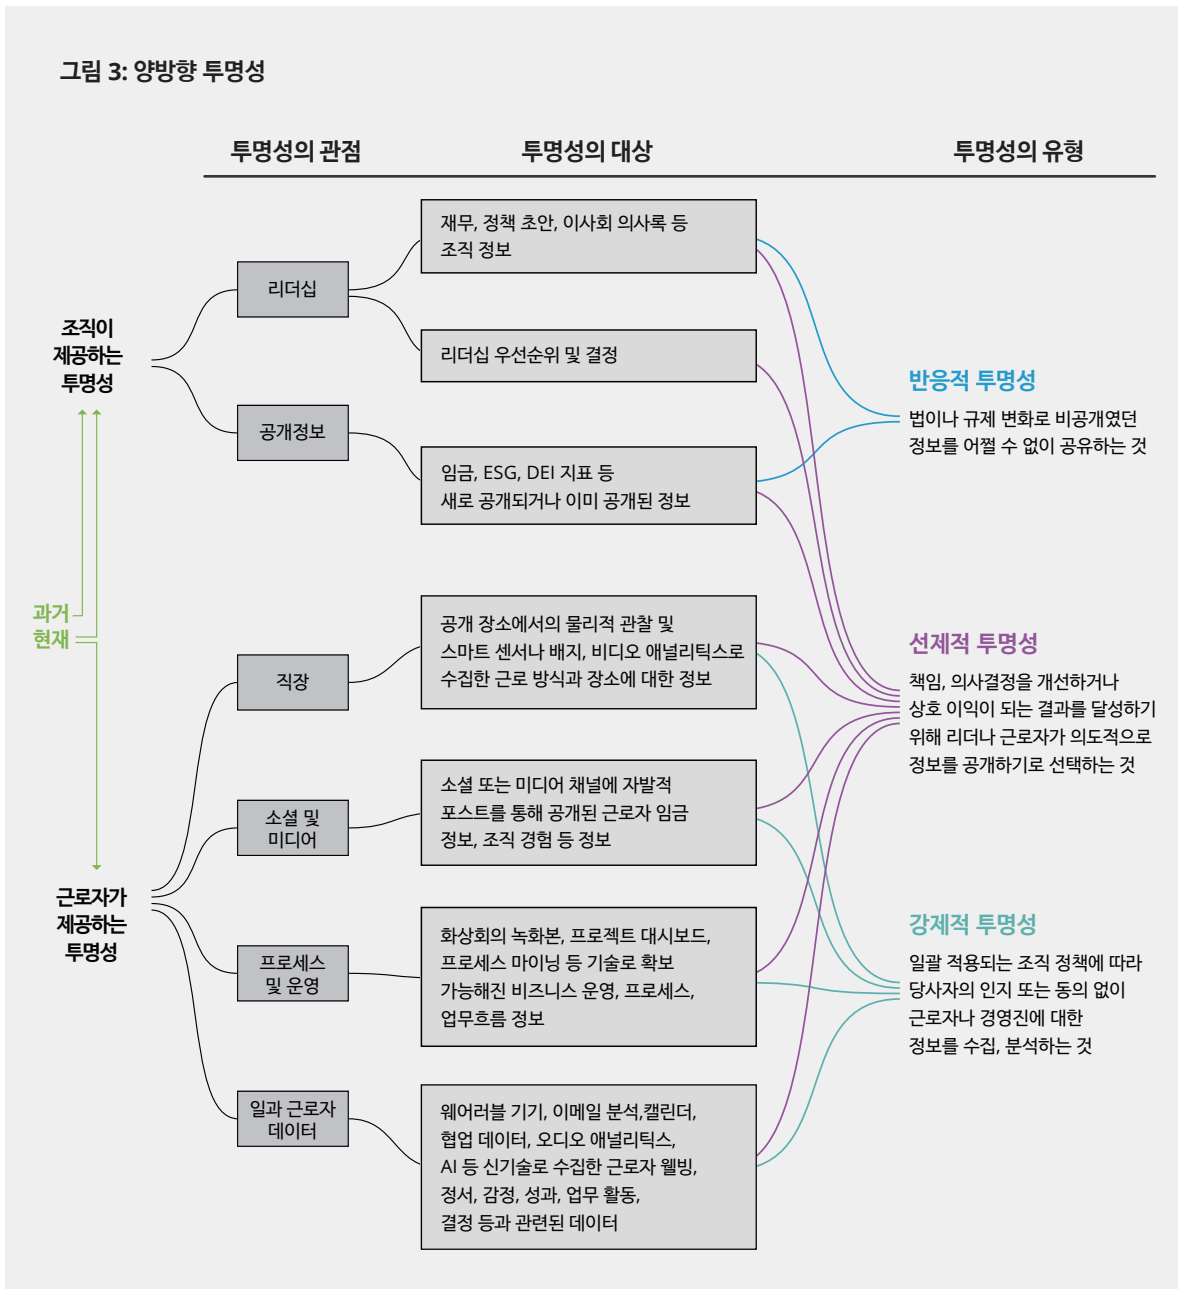 그림 3: 양방향 투명성
투명성의 관점
투명성의 대상
투명성의 유형
조직이
제공하는
투명성
리더십
공개정보
재무, 정책 초안, 이사회 의사록 등
조직 정보
리더십 우선순위 및 결정
임금, ESG, DEI 지표 등
새로 공개되거나 이미 공개된 정보
반응적 투명성
법이나 규제 변화로 비공개였던
정보를 어쩔 수 없이 공유하는 것
과거
현재
근로자가
제공하는
투명성
직장
소셜 및
미디어
프로세스
및 운영
일과 근로자
데이터
공개 장소에서의 물리적 관찰 및
스마트 센서나 배지, 비디오 애널리틱스로
수집한 근로 방식과 장소에 대한 정보
소셜 또는 미디어 채널에 자발적
포스트를 통해 공개된 근로자 임금
정보, 조직 경험 등 정보
화상회의 녹화본, 프로젝트 대시보드,
프로세스 마이닝 등 기술로 확보
가능해진 비즈니스 운영, 프로세스,
업무흐름 정보
웨어러블 기기, 이메일 분석,캘린더,
협업 데이터, 오디오 애널리틱스,
AI 등 신기술로 수집한 근로자 웰빙,
정서, 감정, 성과, 업무 활동,
결정 등과 관련된 데이터
선제적 투명성
책임, 의사결정을 개선하거나
상호 이익이 되는 결과를 달성하기
위해 리더나 근로자가 의도적으로
정보를 공개하기로 선택하는 것
강제적 투명성
일괄 적용되는 조직 정책에 따라
당사자의 인지 또는 동의 없이
근로자나 경영진에 대한
정보를 수집, 분석하는 것